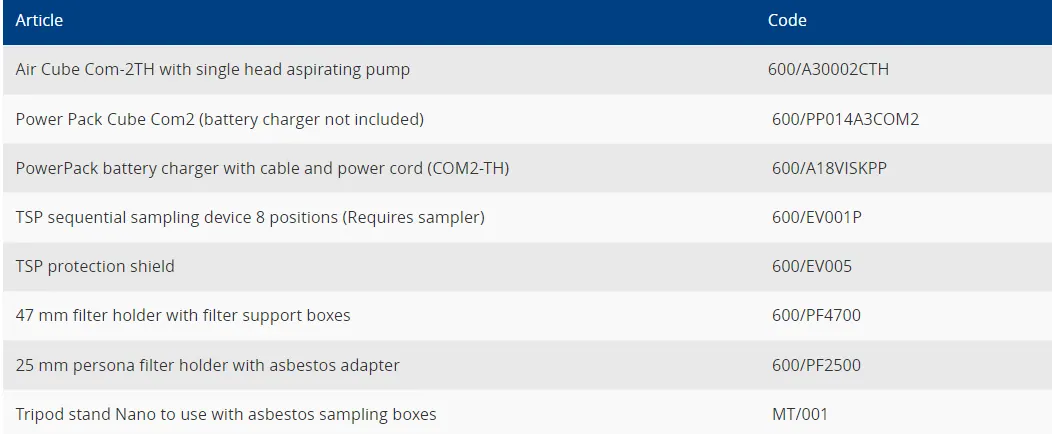 Article Code
Air Cube Com-2TH with single head aspirating pump 600/A30002CTH
Power Pack Cube Com2 (battery charger not included) 600/PP014A3COM2
PowerPack battery charger with cable and power cord (COM2-TH) 600/A18VISKPP
TSP sequential sampling device 8 positions (Requires sampler) 600/EV001P
TSP protection shield 600/EV005
47 mm filter holder with filter support boxes 600/PF4700
25 mm persona filter holder with asbestos adapter 600/PF2500
Tripod stand Nano to use with asbestos sampling boxes MT/001